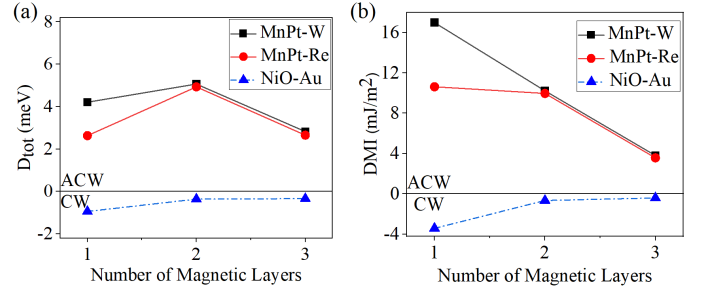 (a)
8
6
4
2
0
-2
D_tot (meV)
MnPt-W
MnPt-Re
NiO-Au
ACW
CW
1 2 3
Number of Magnetic Layers
(b)
16
12
8
4
0
-4
DMI (mJ/m²)
MnPt-W
MnPt-Re
NiO-Au
ACW
CW
1 2 3
Number of Magnetic Layers